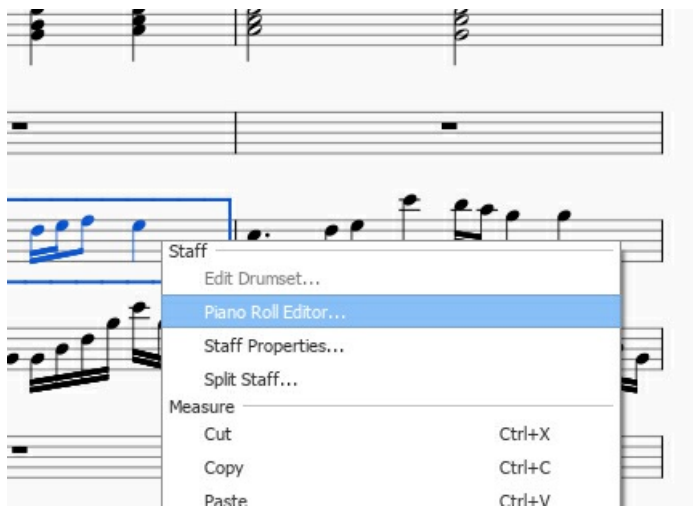 Staff
Edit Drumset...
Piano Roll Editor...
Staff Properties...
Split Staff...
Measure
Cut Ctrl+X
Copy Ctrl+C
Paste Ctrl+V